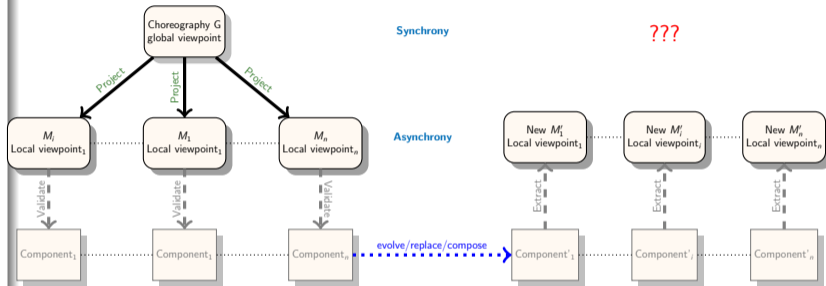 Choreography G
global viewpoint
Synchrony
???
Project
Project
Project
Mᵢ
Local viewpoint₁
M₁
Local viewpoint₁
Mₙ
Local viewpointₙ
Asynchrony
New M′₁
Local viewpoint₁
New M′ᵢ
Local viewpointᵢ
New M′ₙ
Local viewpointₙ
Validate
Validate
Validate
Extract
Extract
Extract
Component₁
Component₁
Componentₙ
evolve/replace/compose
Component'₁
Component'ᵢ
Component'ₙ